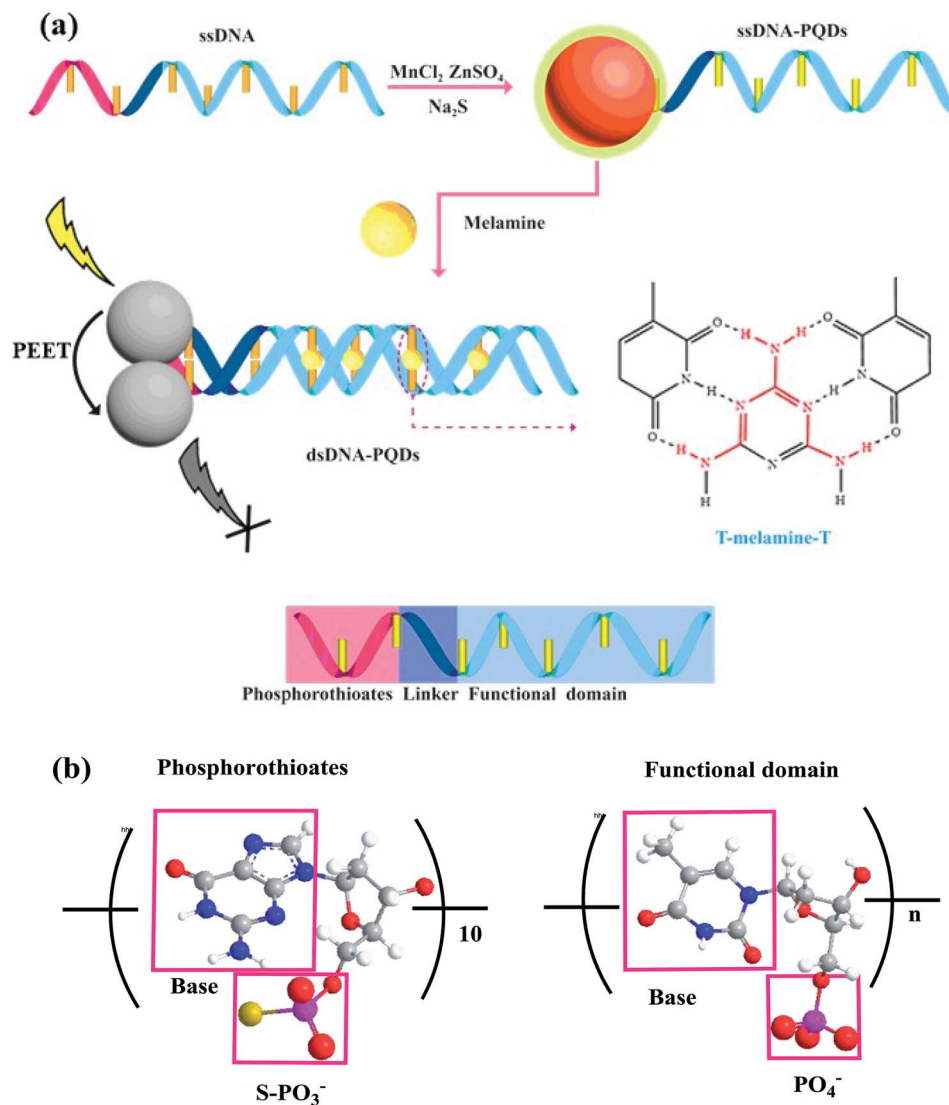 (a)
ssDNA
MnCl₂ ZnSO₄
Na₂S
ssDNA-PQDs
Melamine
PEET
dsDNA-PQDs
O H H O
N
N H N N H N
O H N N N H O
H H
T-melamine-T
Phosphorothioates Linker Functional domain
(b)
Phosphorothioates
Functional domain
Base
10
S-PO₃⁻
Base
n
PO₄⁻